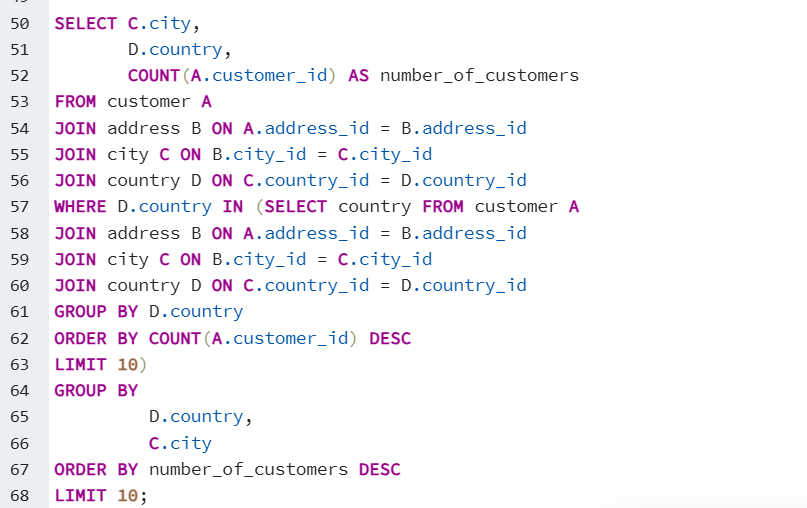 50 SELECT C.city,
51 D.country,
52 COUNT(A.customer_id) AS number_of_customers
53 FROM customer A
54 JOIN address B ON A.address_id = B.address_id
55 JOIN city C ON B.city_id = C.city_id
56 JOIN country D ON C.country_id = D.country_id
57 WHERE D.country IN (SELECT country FROM customer A
58 JOIN address B ON A.address_id = B.address_id
59 JOIN city C ON B.city_id = C.city_id
60 JOIN country D ON C.country_id = D.country_id
61 GROUP BY D.country
62 ORDER BY COUNT(A.customer_id) DESC
63 LIMIT 10)
64 GROUP BY
65 D.country,
66 C.city
67 ORDER BY number_of_customers DESC
68 LIMIT 10;